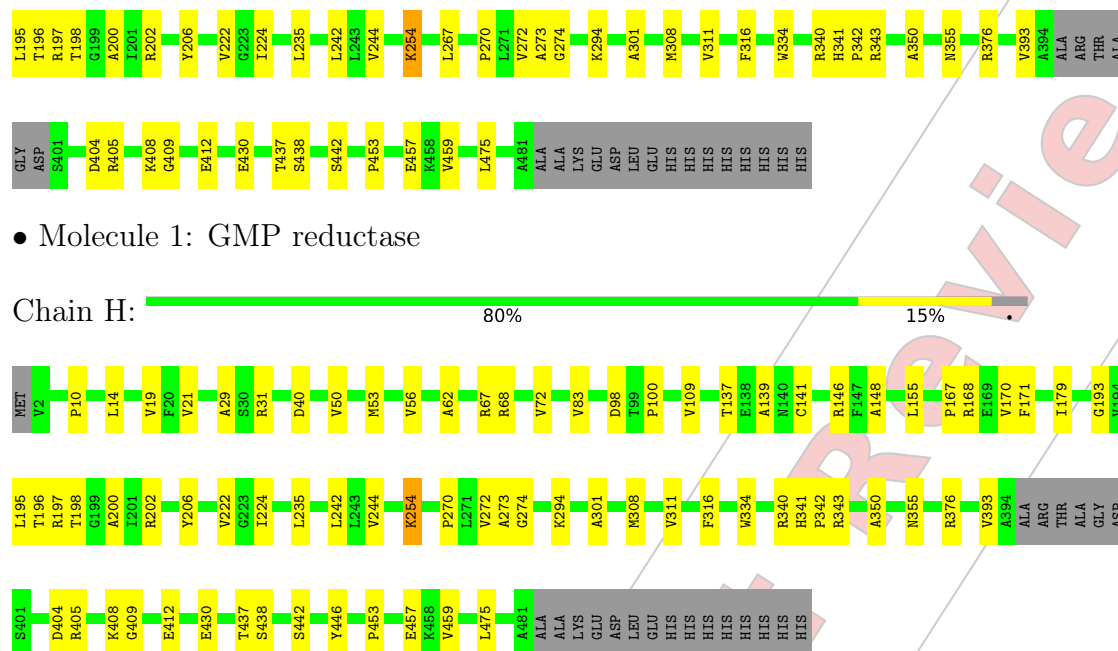 L195 T196 R197 T198 G199 A200 I201 R202 Y206 V222 G223 I224 L235 L242 L243 V244 K254 L267 P270 L271 V272 A273 G274 K294 A301 M308 V311 F316 W334 R340 H341 P342 R343 A350 N355 R376 V393 A394 ALA ARG THR ALA
GLY ASP S401 D404 R405 K408 G409 E412 E430 T437 S438 S442 P453 E457 K458 V459 L475 A481 ALA ALA LYS GLU ASP LEU GLU HIS HIS HIS HIS HIS HIS HIS HIS
• Molecule 1: GMP reductase
Chain H: 80% 15% •
MET V2 P10 L14 V19 F20 V21 A29 S30 R31 D40 V50 M53 V56 A62 R67 R68 V72 V83 D98 T99 P100 V109 T137 E138 A139 N140 C141 R146 F147 A148 L155 P167 R168 E169 V170 F171 I179 G193 V194
L195 T196 R197 T198 G199 A200 I201 R202 Y206 V222 G223 I224 L235 L242 L243 V244 K254 P270 L271 V272 A273 G274 K294 A301 M308 V311 F316 W334 R340 H341 P342 R343 A350 N355 R376 V393 A394 ALA ARG THR ALA GLY ASP
S401 D404 R405 K408 G409 E412 E430 T437 S438 S442 Y446 P453 E457 K458 V459 L475 A481 ALA ALA LYS GLU ASP LEU GLU HIS HIS HIS HIS HIS HIS HIS HIS